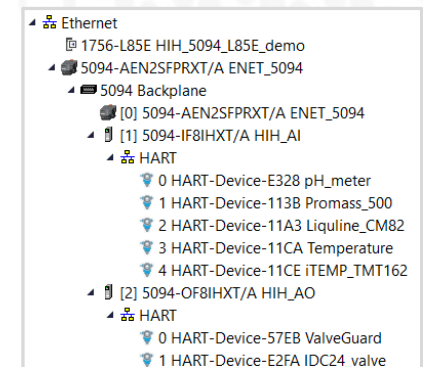 Ethernet
1756-L85E HIH_5094_L85E_demo
5094-AEN2SFPRXT/A ENET_5094
5094 Backplane
[0] 5094-AEN2SFPRXT/A ENET_5094
[1] 5094-IF8IHXT/A HIH_AI
HART
0 HART-Device-E328 pH_meter
1 HART-Device-113B Promass_500
2 HART-Device-11A3 Liquline_CM82
3 HART-Device-11CA Temperature
4 HART-Device-11CE iTEMP_TMT162
[2] 5094-OF8IHXT/A HIH_AO
HART
0 HART-Device-57EB ValveGuard
1 HART-Device-E2FA IDC24_valve